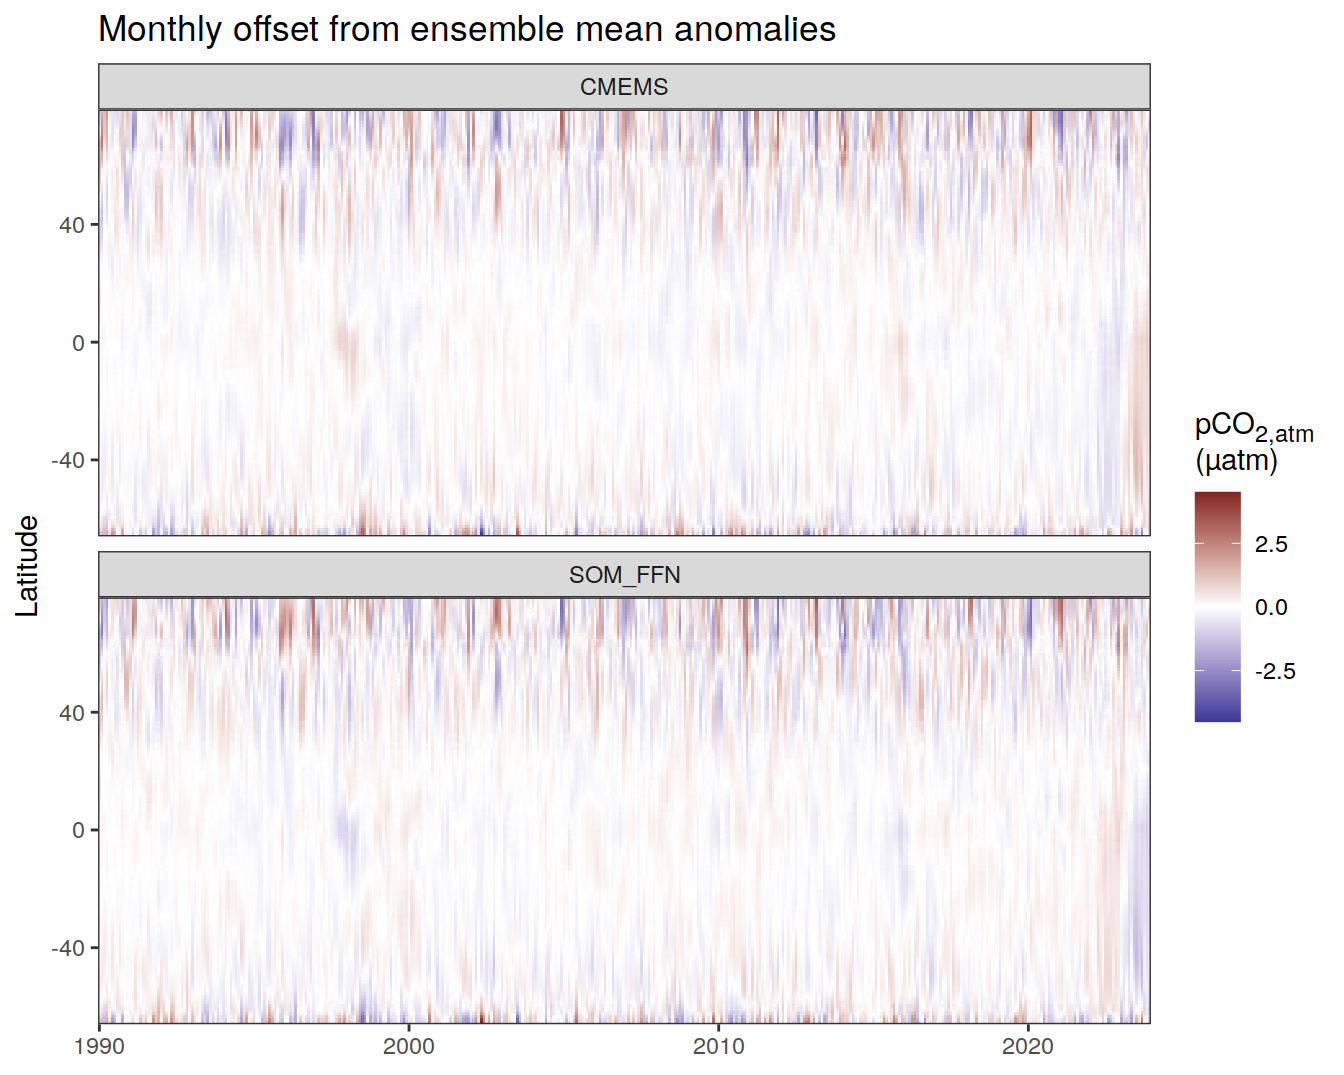 Monthly offset from ensemble mean anomalies
CMEMS
40
0
-40
SOM_FFN
40
0
-40
1990 2000 2010 2020
Latitude
pCO2,atm
(µatm)
2.5
0.0
-2.5